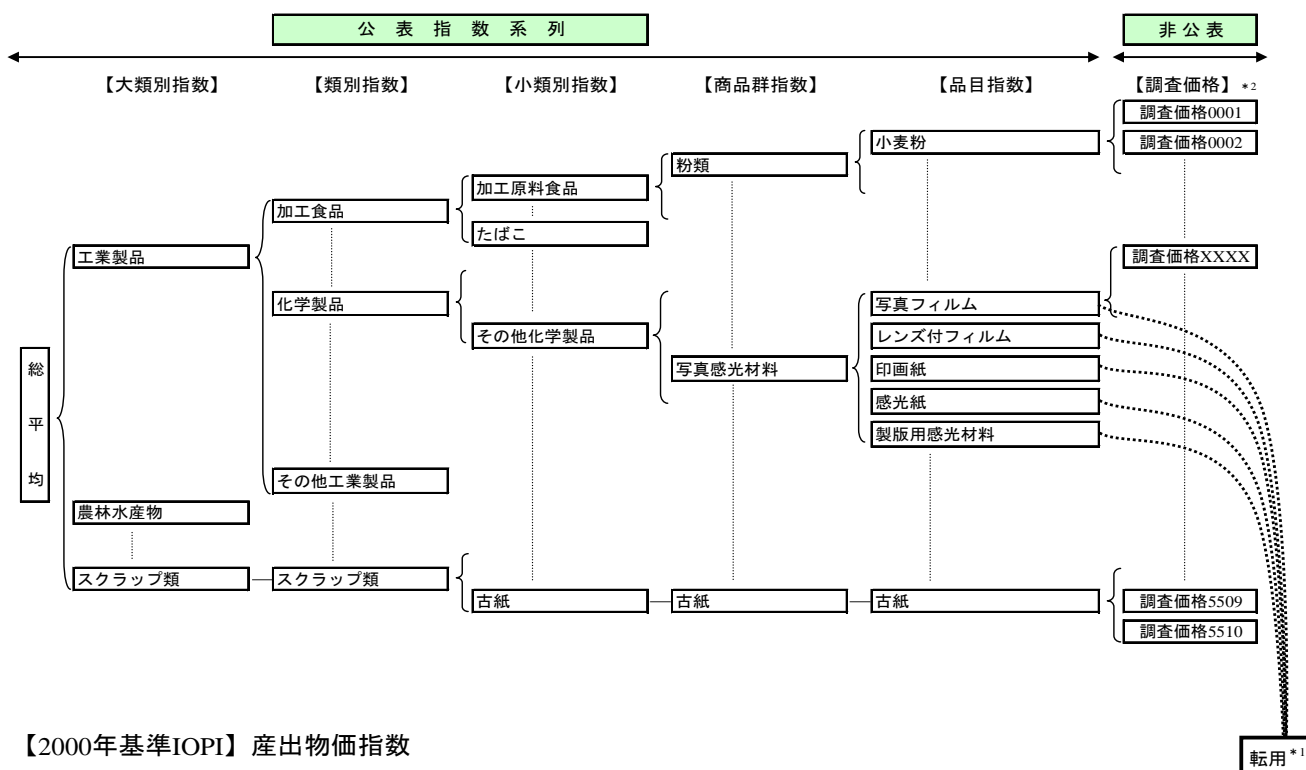 公表指数系列
非公表
【大類別指数】 【類別指数】 【小類別指数】 【商品群指数】 【品目指数】 【調査価格】 *2
調査価格0001
小麦粉
調査価格0002
粉類
加工原料食品
加工食品
たばこ
工業製品
調査価格XXXX
化学製品
写真フィルム
その他化学製品
レンズ付フィルム
総平均
写真感光材料
印画紙
感光紙
製版用感光材料
その他工業製品
農林水産物
スクラップ類
スクラップ類
古紙
古紙
古紙
調査価格5509
調査価格5510
【2000年基準IOPI】産出物価指数
転用*1